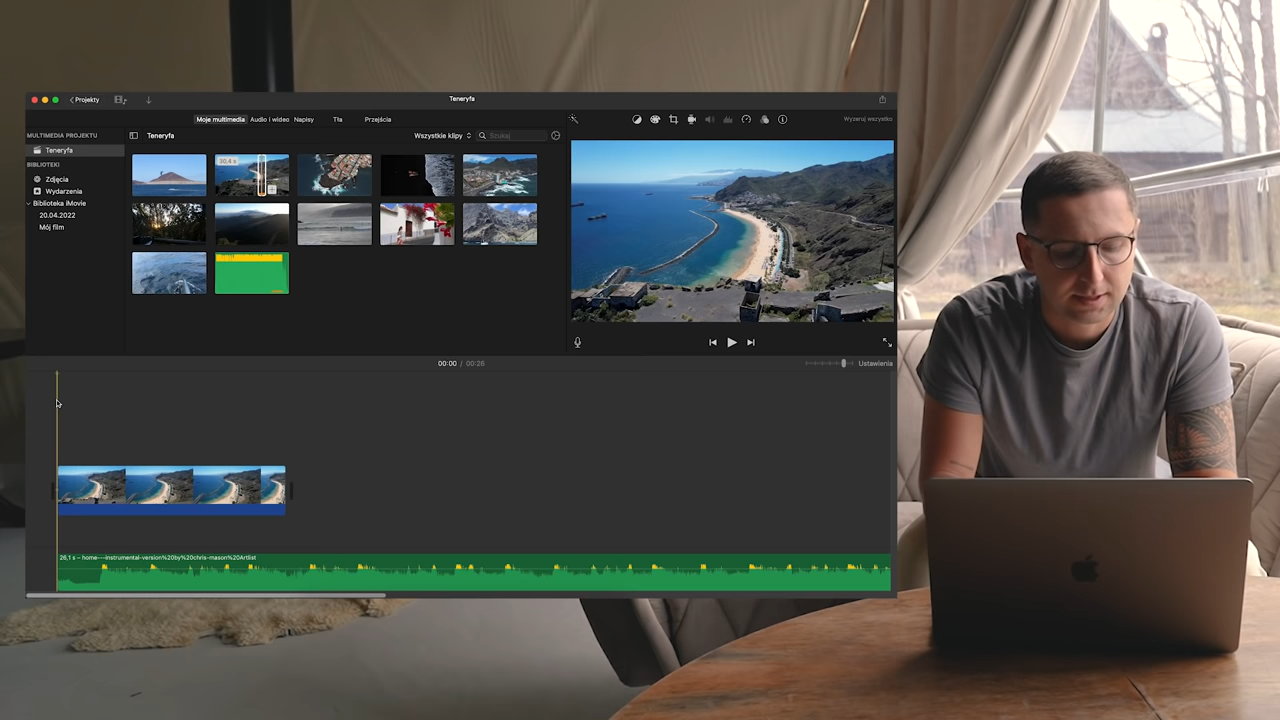 Projekty
Teneryfa
Moje multimedia Audio i wideo Napisy Tła Przejścia
Wyzeruj wszystko
MULTIMEDIA PROJEKTU
Teneryfa
Wszystkie klipy
Szukaj
Teneryfa
BIBLIOTEKI
Zdjęcia
Wydarzenia
Biblioteka iMovie
20.04.2022
Mój film
30,4 s
00:00 / 00:26
Ustawienia
26,1 s – home---instrumental-version%20by%20chris-mason%20Artlist